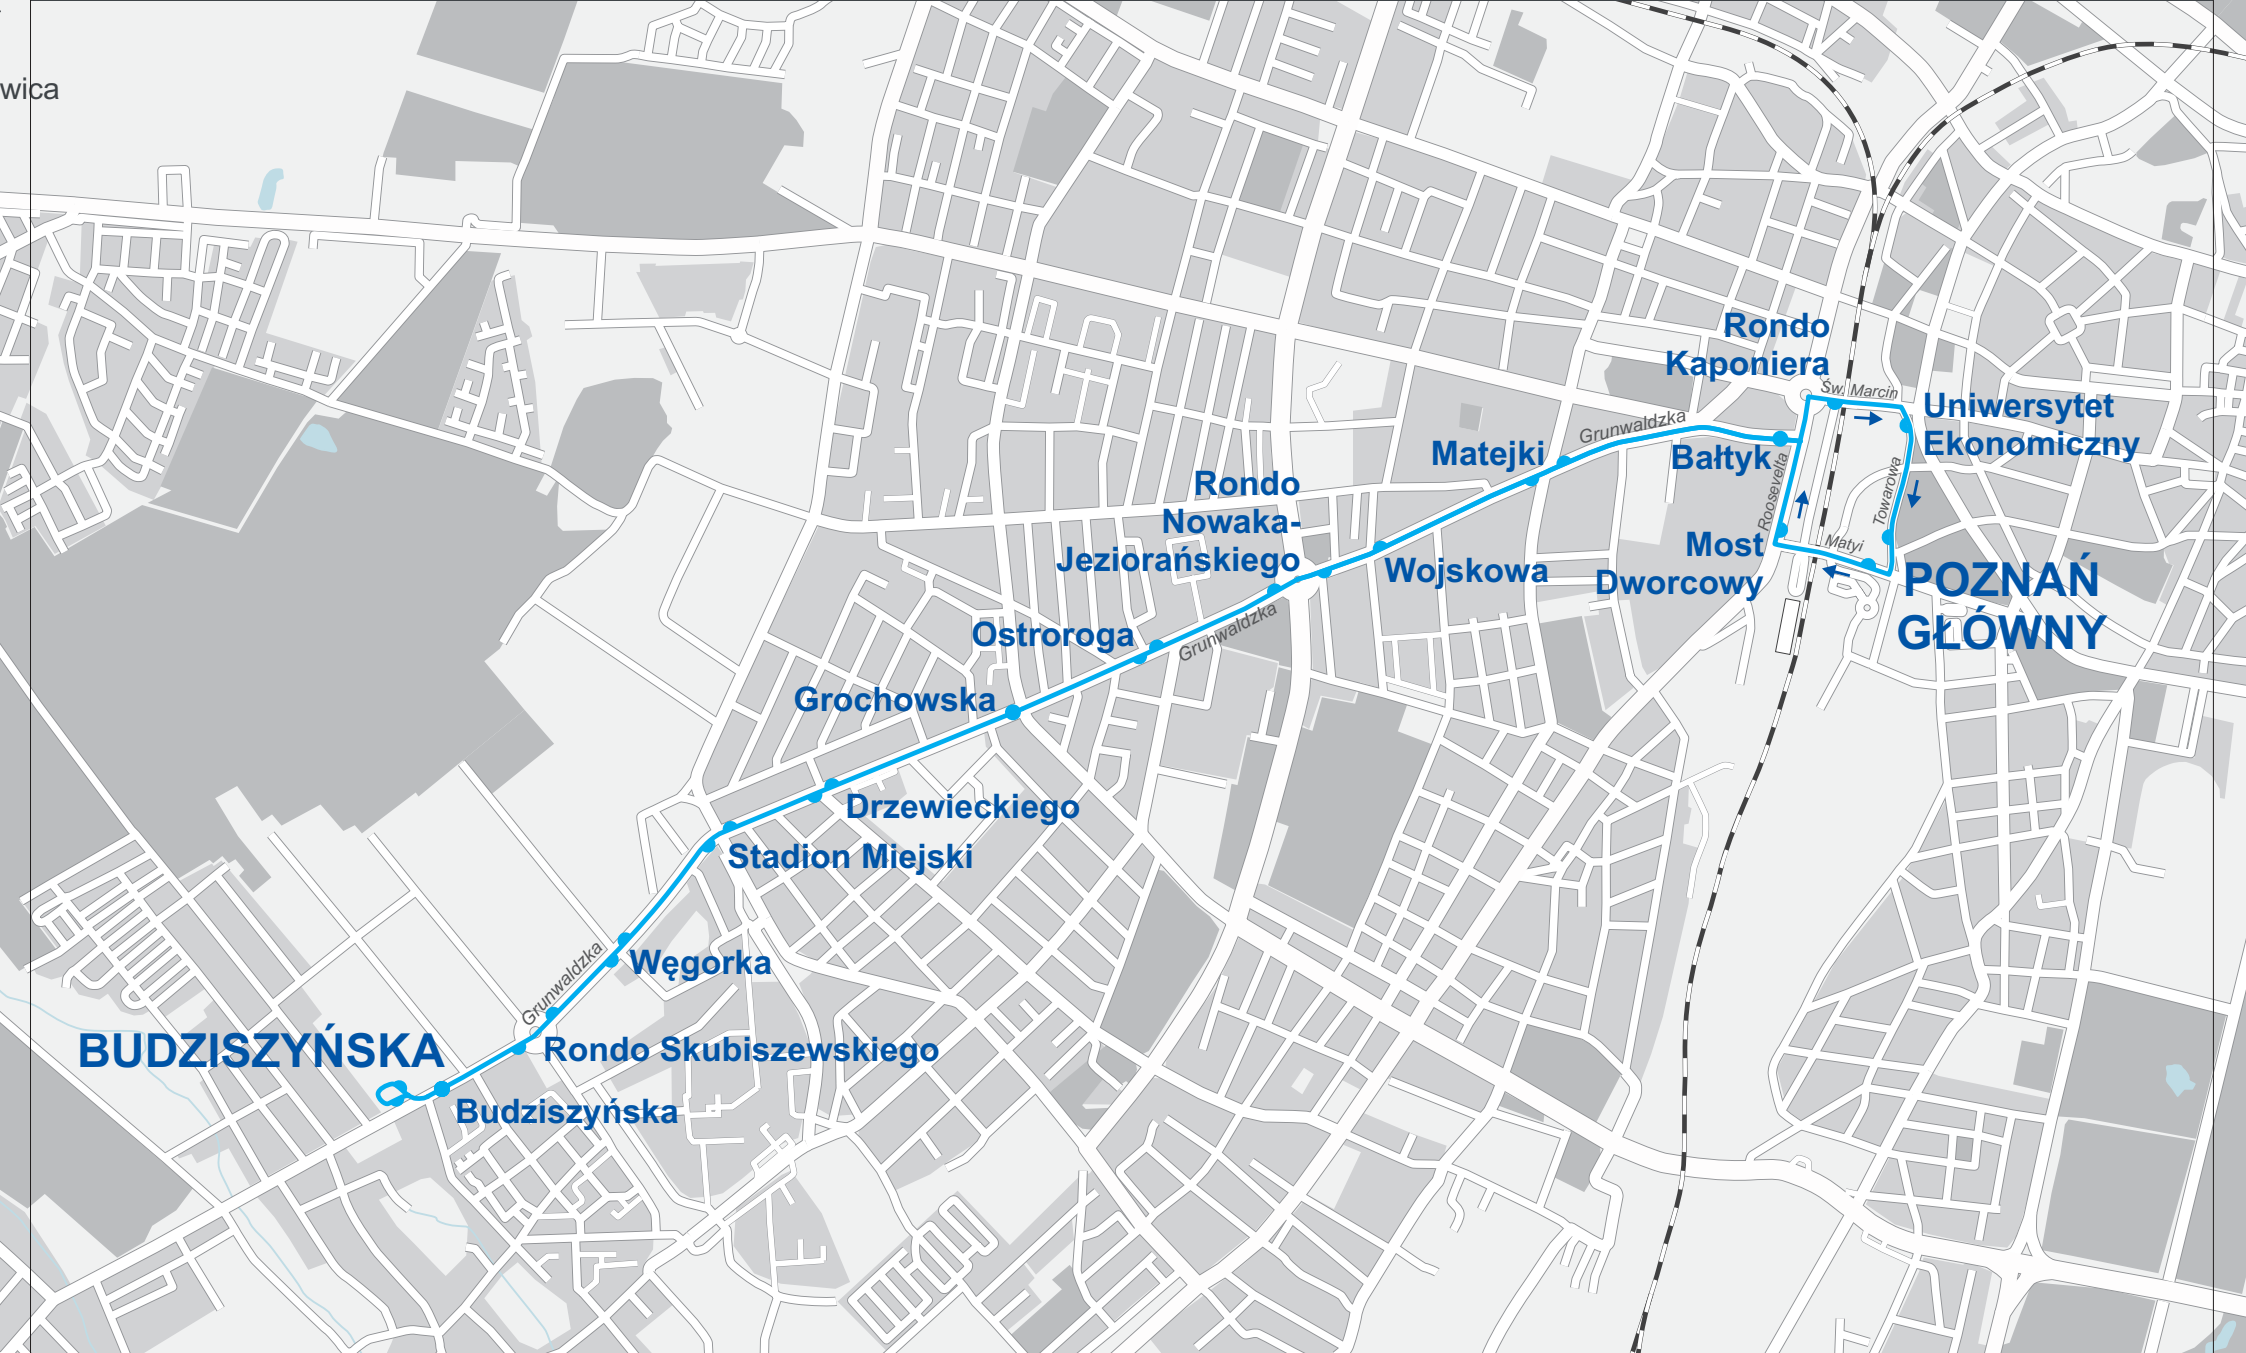 wica
Rondo
Kaponiera
Św. Marcin
Uniwersytet
Ekonomiczny
Grunwaldzka
Matejki
Bałtyk
Roosevelta
Towarowa
Rondo
Nowaka-
Jeziorańskiego
Matyi
Most
Dworcowy
Wojskowa
POZNAŃ
GŁÓWNY
Grunwaldzka
Ostroroga
Grochowska
Drzewieckiego
Stadion Miejski
Węgorka
Grunwaldzka
BUDZISZYŃSKA
Rondo Skubiszewskiego
Budziszyńska